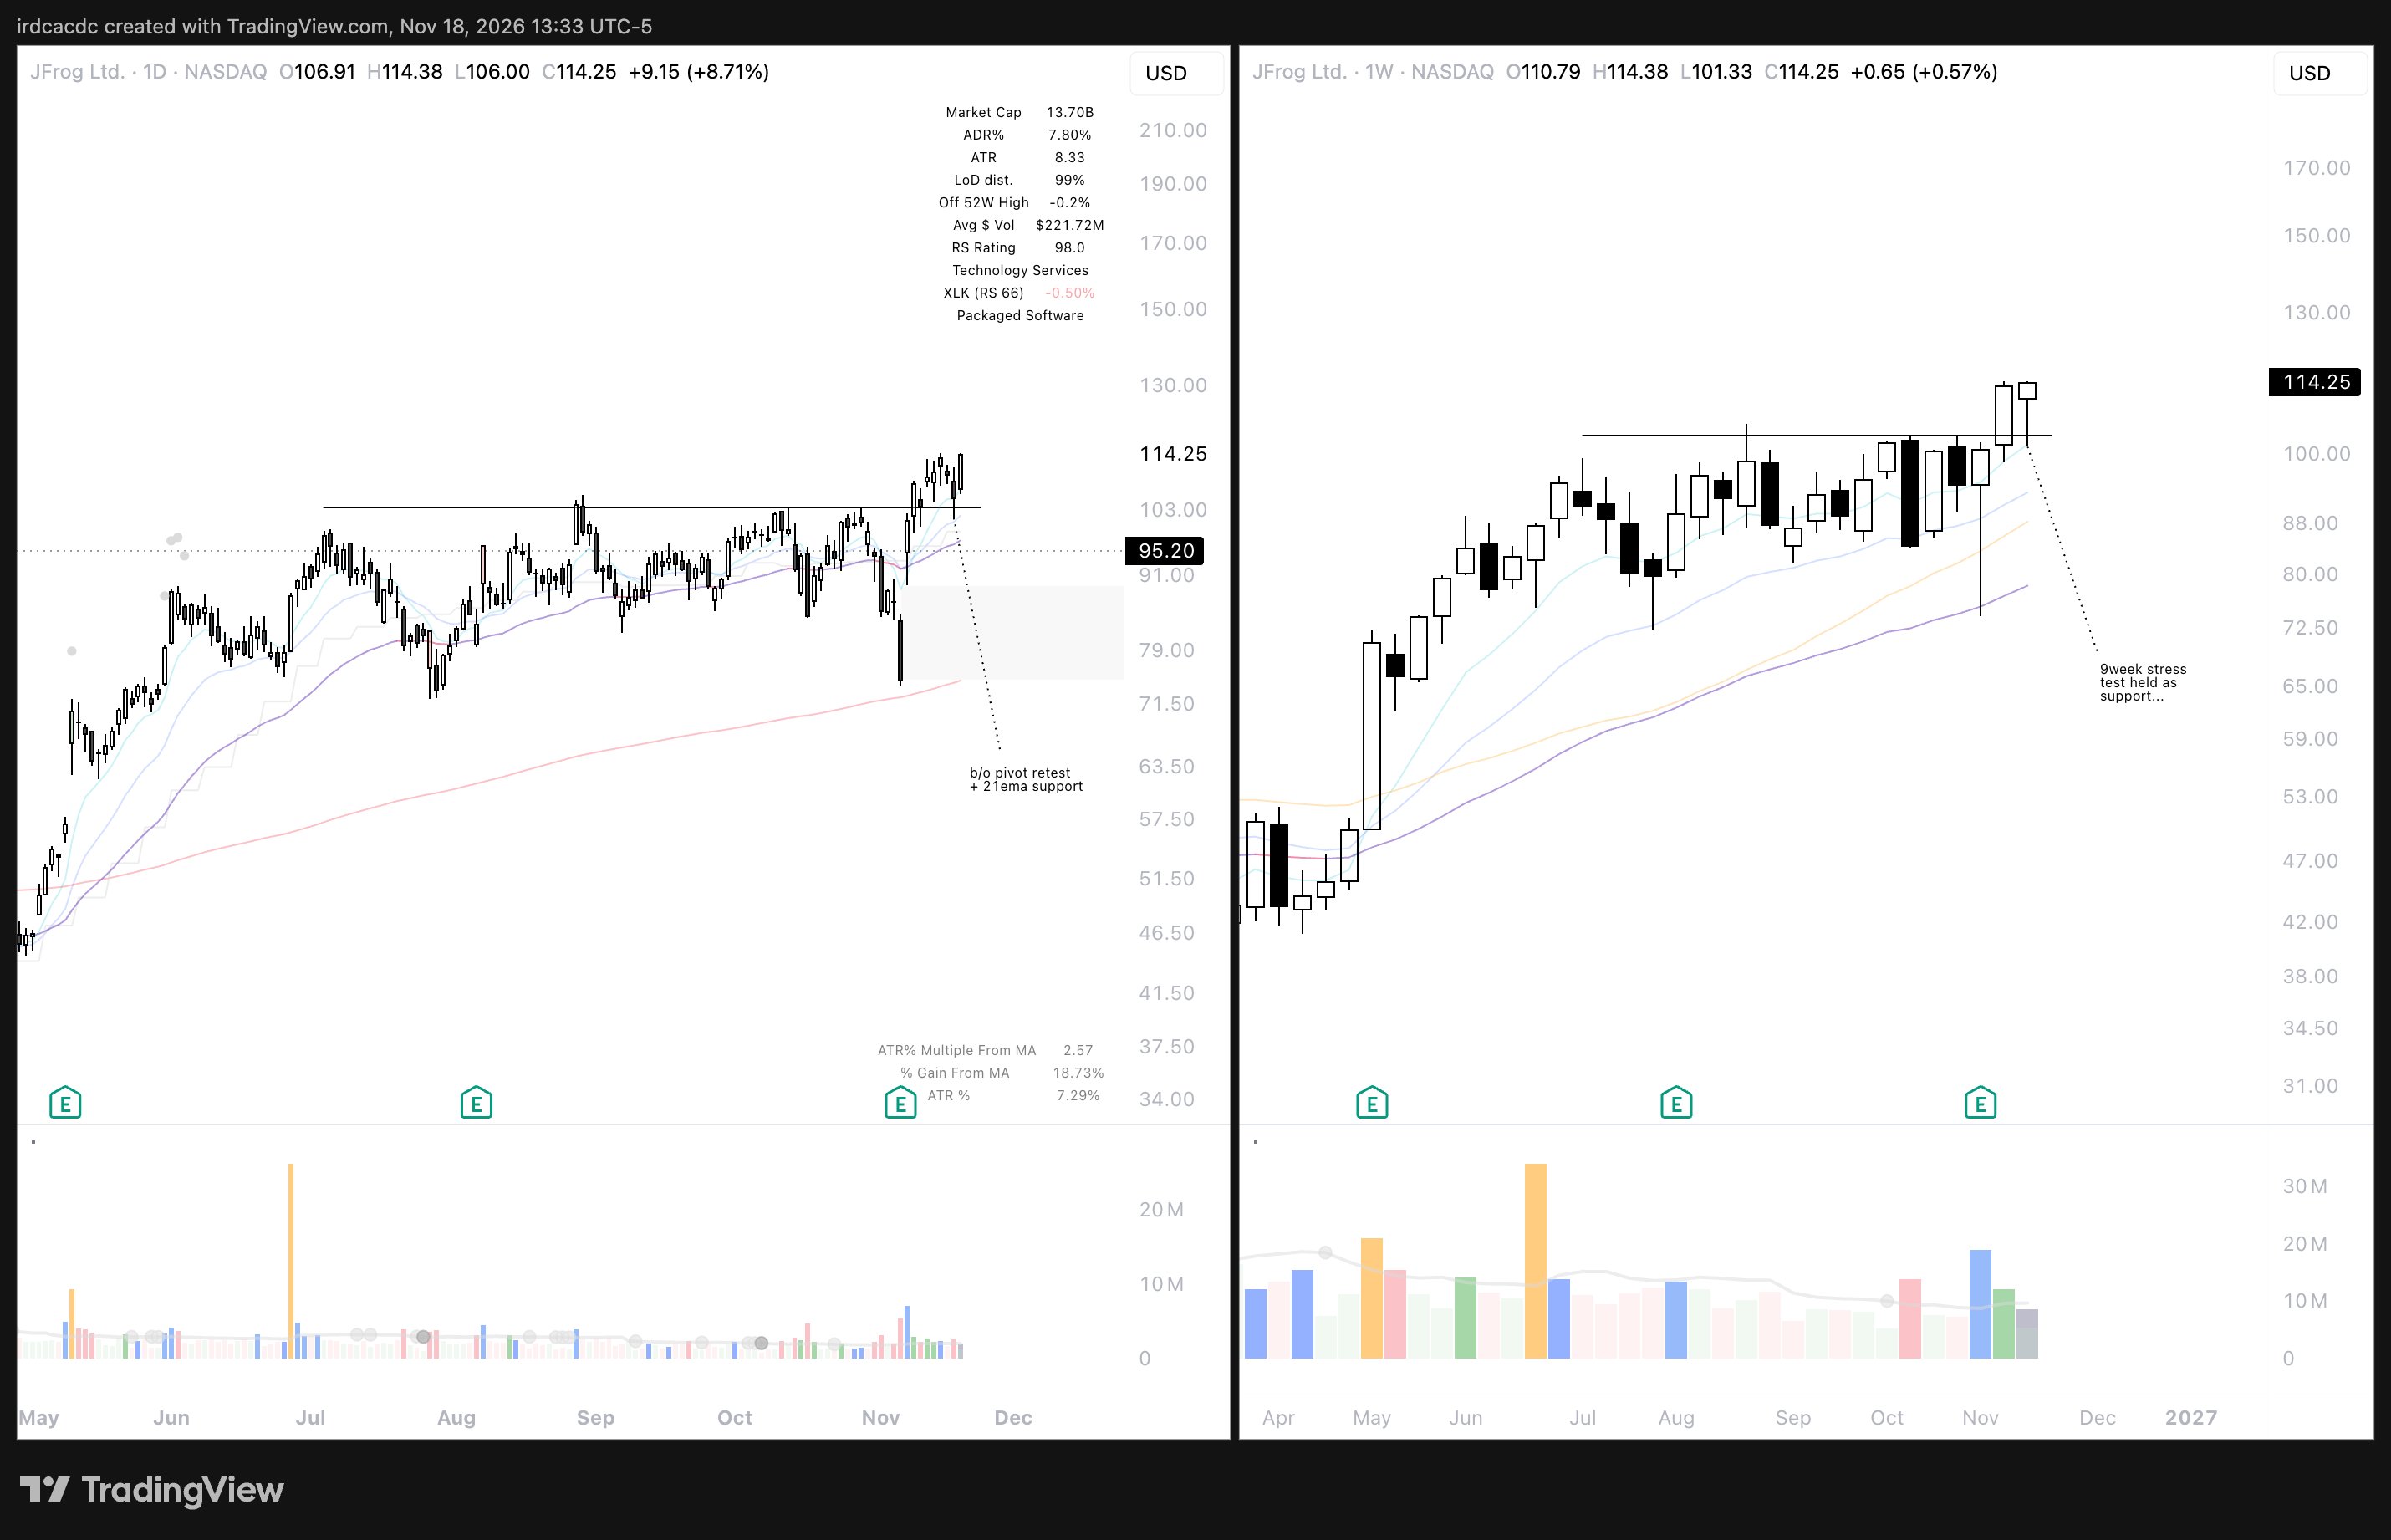 irdcacdc created with TradingView.com, Nov 18, 2026 13:33 UTC-5
JFrog Ltd. · 1D · NASDAQ O106.91 H114.38 L106.00 C114.25 +9.15 (+8.71%)
USD
Market Cap 13.70B
ADR% 7.80%
ATR 8.33
LoD dist. 99%
Off 52W High -0.2%
Avg $ Vol $221.72M
RS Rating 98.0
Technology Services
XLK (RS 66) -0.50%
Packaged Software
210.00
190.00
170.00
150.00
130.00
114.25
103.00
95.20
91.00
79.00
71.50
63.50
57.50
51.50
46.50
41.50
37.50
34.00
b/o pivot retest
+ 21ema support
ATR% Multiple From MA 2.57
% Gain From MA 18.73%
ATR % 7.29%
E E E
20 M
10 M
0
May Jun Jul Aug Sep Oct Nov Dec
JFrog Ltd. · 1W · NASDAQ O110.79 H114.38 L101.33 C114.25 +0.65 (+0.57%)
USD
170.00
150.00
130.00
114.25
100.00
88.00
80.00
72.50
65.00
59.00
53.00
47.00
42.00
38.00
34.50
31.00
9week stress
test held as
support...
E E E
30 M
20 M
10 M
0
Apr May Jun Jul Aug Sep Oct Nov Dec 2027
TradingView